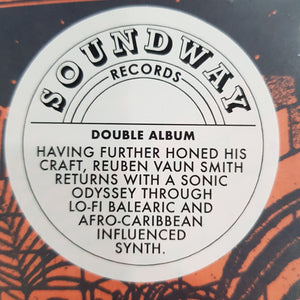 SOUNDWAY
RECORDS
DOUBLE ALBUM
HAVING FURTHER HONED HIS
CRAFT, REUBEN VAUN SMITH
RETURNS WITH A SONIC
ODYSSEY THROUGH
LO-FI BALEARIC AND
AFRO-CARIBBEAN
INFLUENCED
SYNTH.